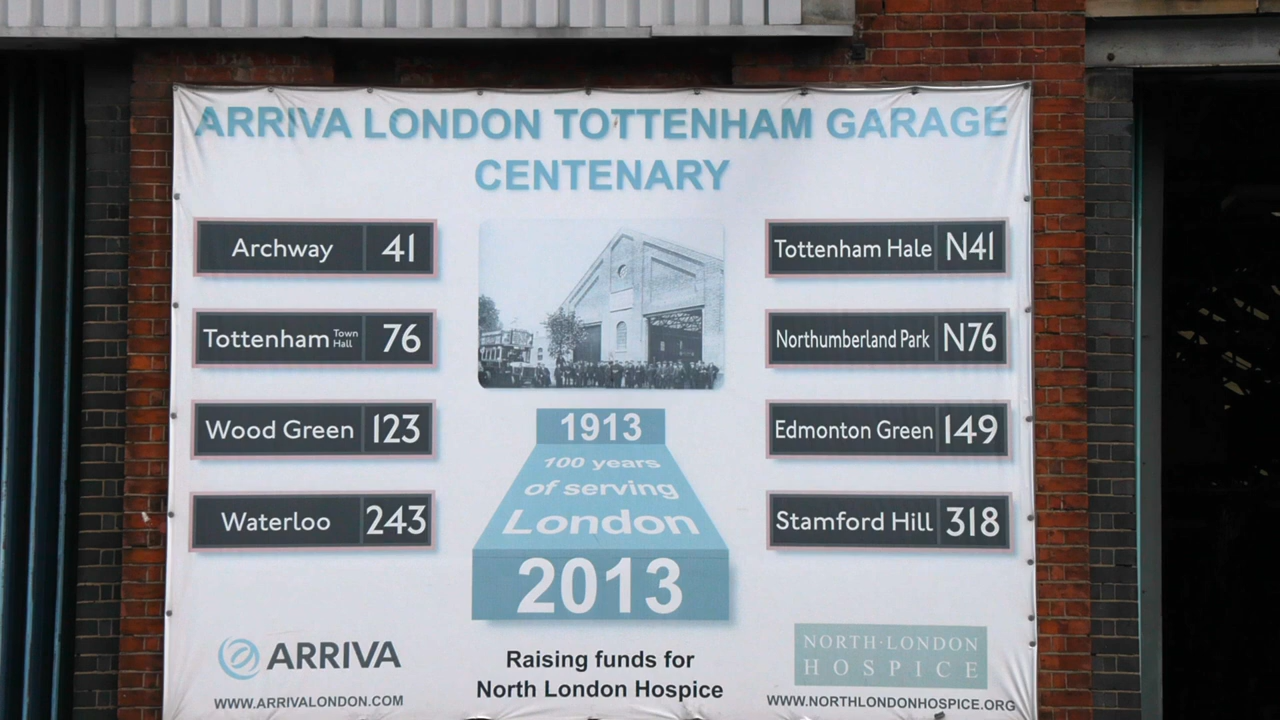 ARRIVA LONDON TOTTENHAM GARAGE
CENTENARY
Archway 41
Tottenham Town Hall 76
Wood Green 123
Waterloo 243
Tottenham Hale N41
Northumberland Park N76
Edmonton Green 149
Stamford Hill 318
1913
100 years
of serving
London
2013
ARRIVA
WWW.ARRIVALONDON.COM
Raising funds for
North London Hospice
NORTH·LONDON
HOSPICE
WWW.NORTHLONDONHOSPICE.ORG